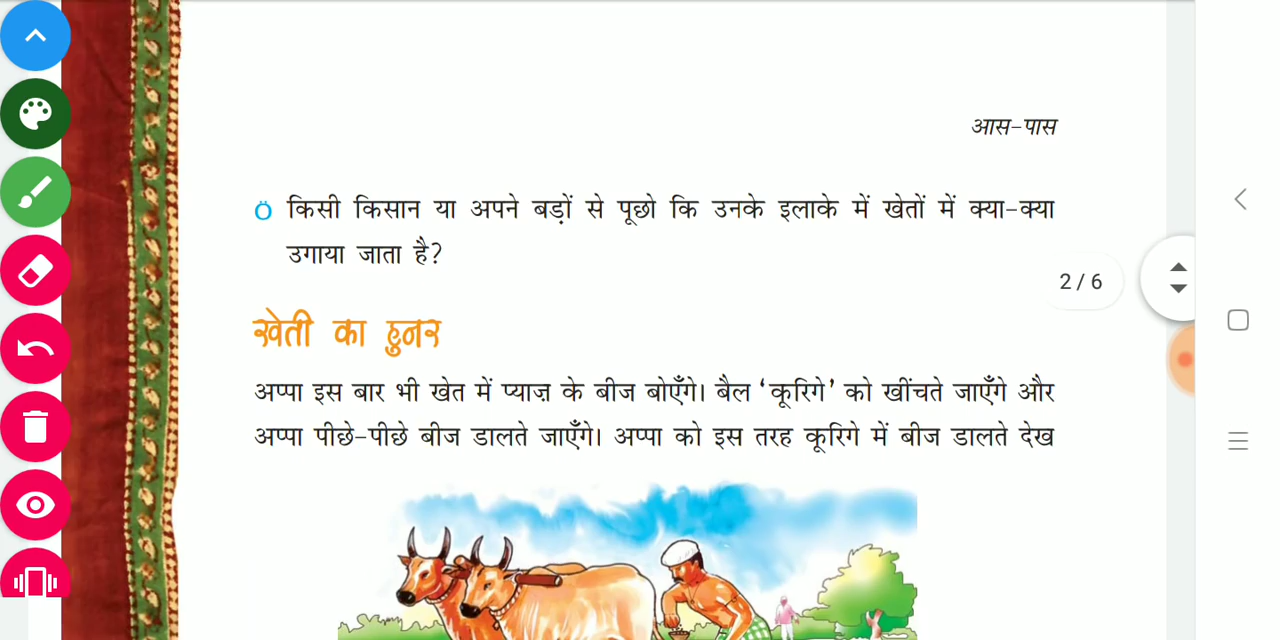 आस-पास
Ö किसी किसान या अपने बड़ों से पूछो कि उनके इलाके में खेतों में क्या-क्या
उगाया जाता है?
2 / 6
खेती का हुनर
अप्पा इस बार भी खेत में प्याज़ के बीज बोएँगे। बैल ‘कूरिगे’ को खींचते जाएँगे और
अप्पा पीछे-पीछे बीज डालते जाएँगे। अप्पा को इस तरह कूरिगे में बीज डालते देख